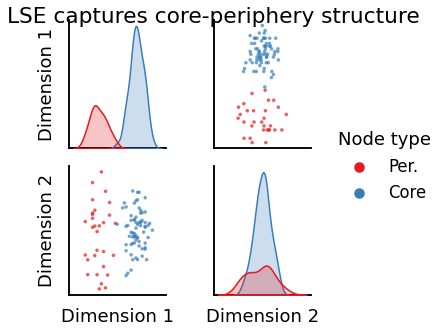 LSE captures core-periphery structure
Dimension 1
Node type
Per.
Core
Dimension 2
Dimension 1
Dimension 2